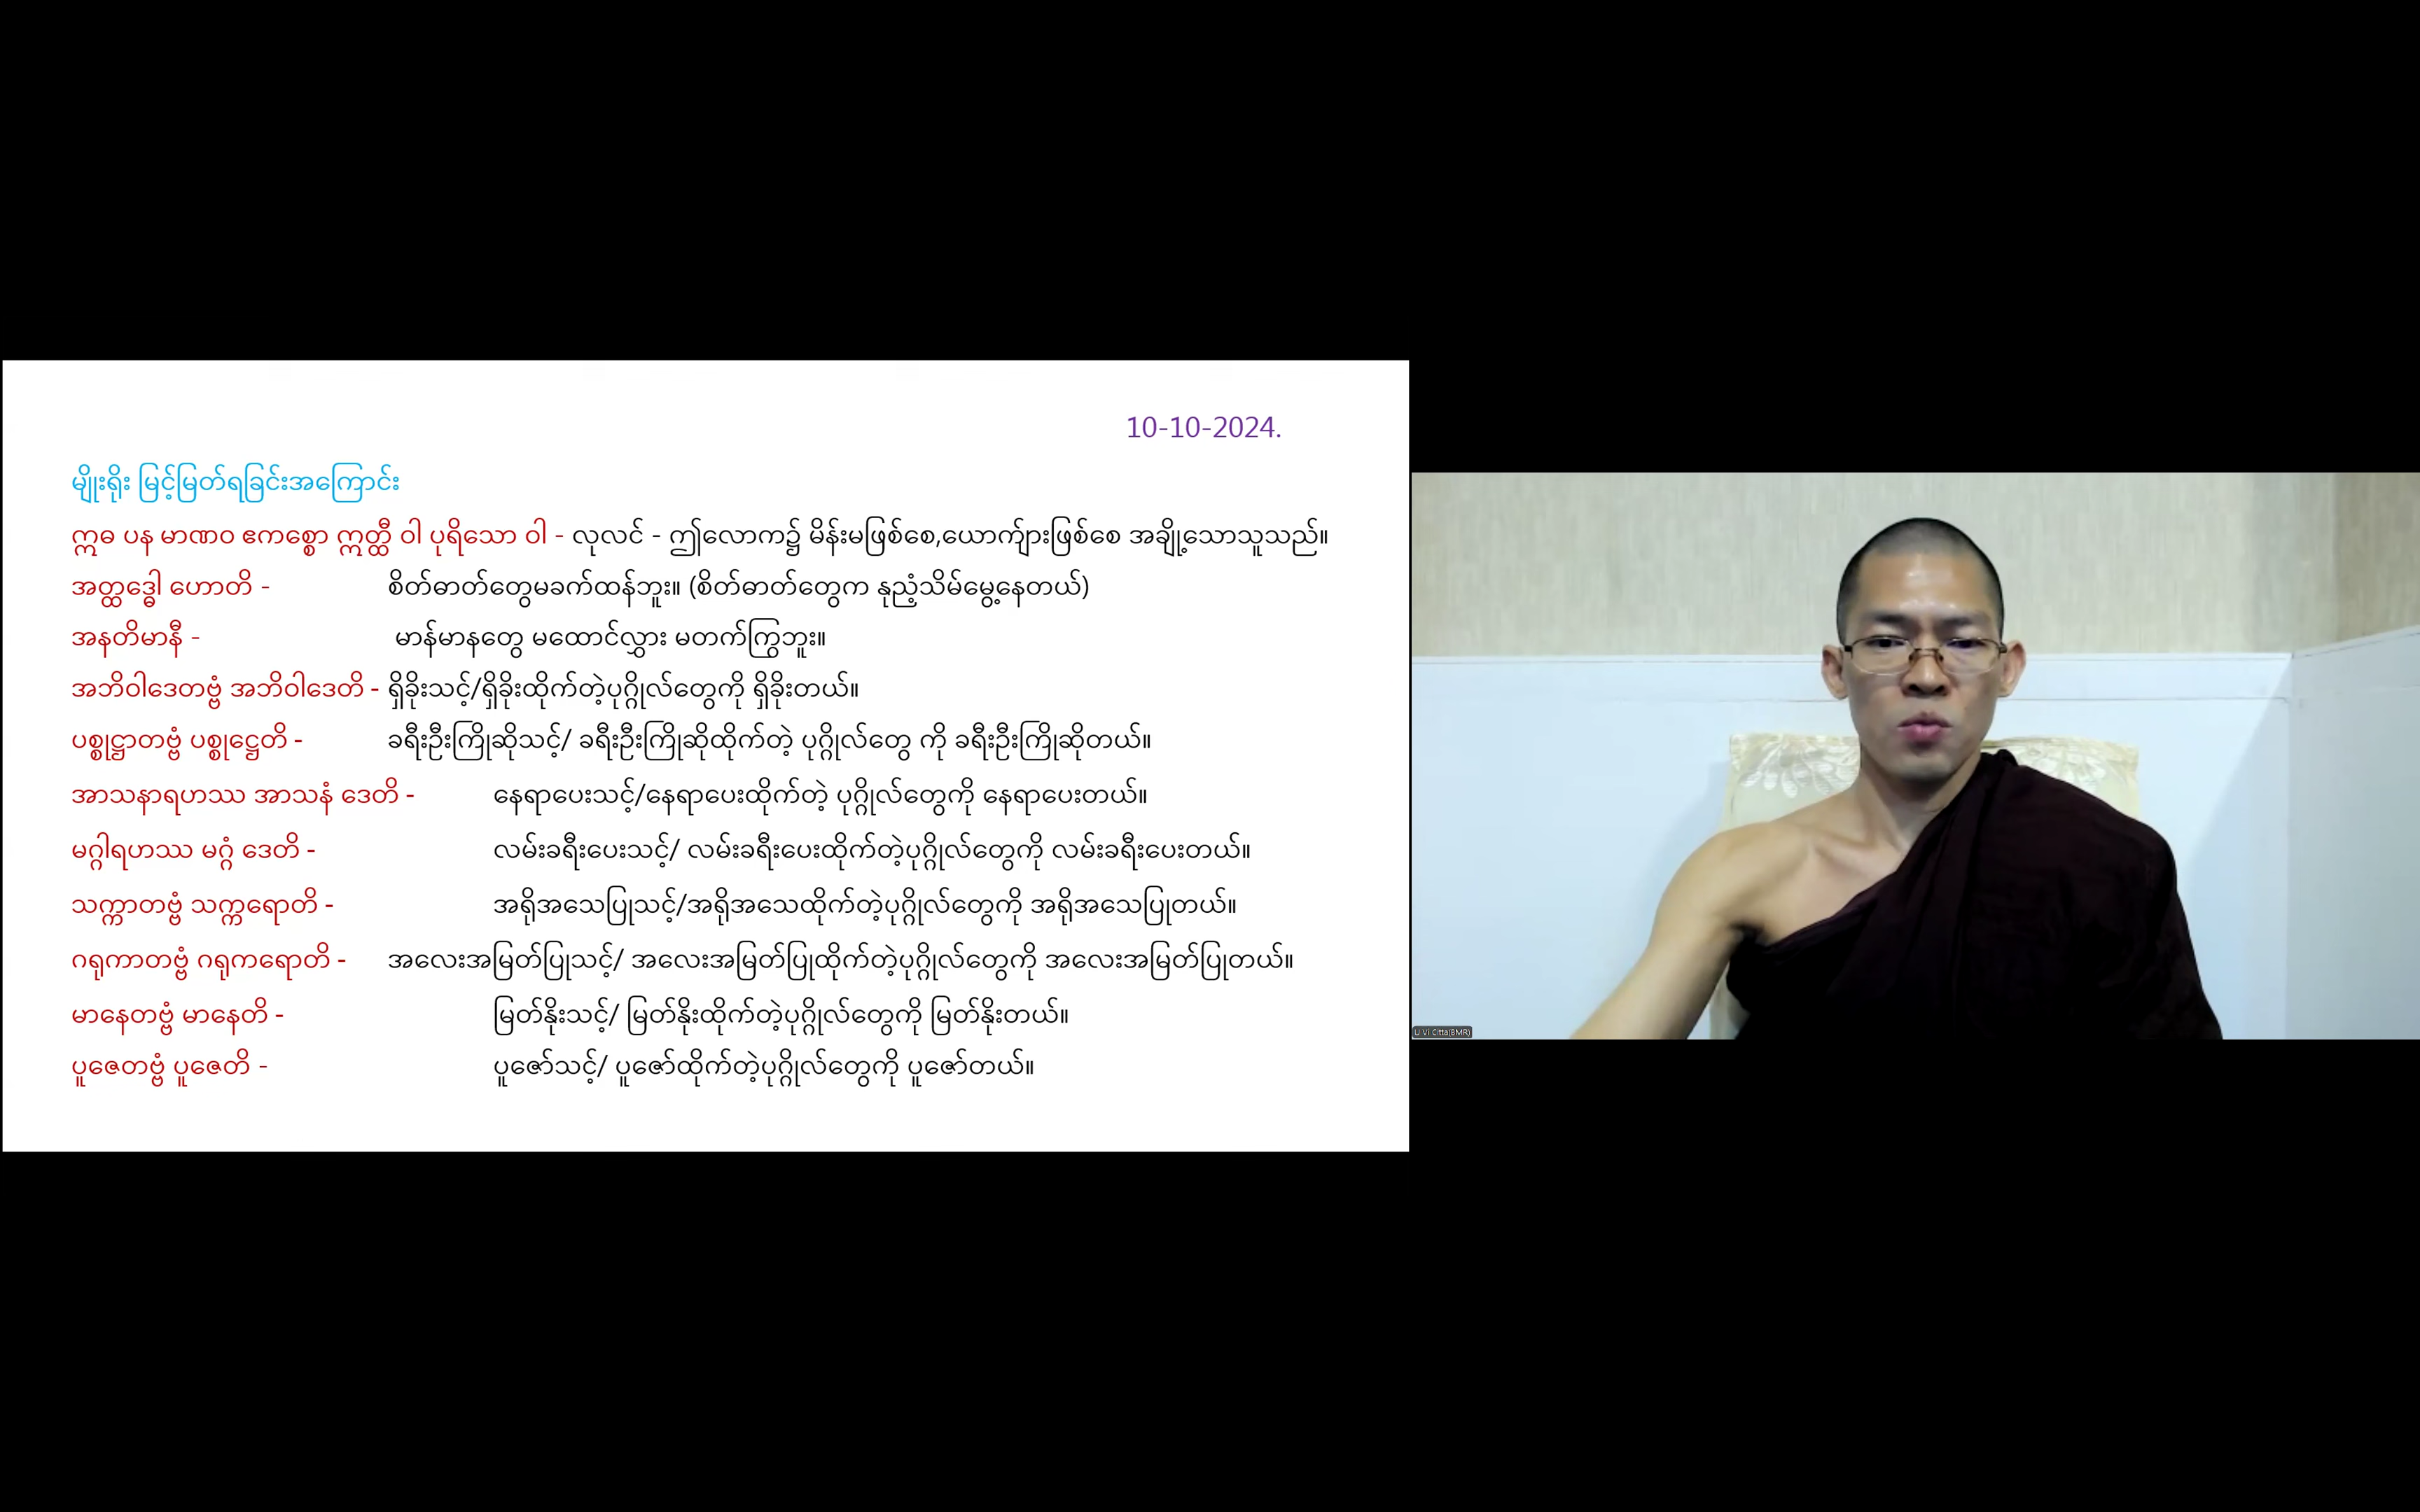 10-10-2024.
မျိုးရိုး မြင့်မြတ်ရခြင်းအကြောင်း
ဣဓ ပန မာဏဝ ဧကစ္စော ဣတ္ထီ ဝါ ပုရိသော ဝါ - လုလင် - ဤလောက၌ မိန်းမဖြစ်စေ,ယောက်ျားဖြစ်စေ အချို့သောသူသည်။
အတ္ထဒ္ဓေါ ဟောတိ - စိတ်ဓာတ်တွေမခက်ထန်ဘူး။ (စိတ်ဓာတ်တွေက နုညံ့သိမ်မွေ့နေတယ်)
အနတိမာနီ - မာန်မာနတွေ မထောင်လွှား မတက်ကြွဘူး။
အဘိဝါဒေတဗ္ဗံ အဘိဝါဒေတိ - ရှိခိုးသင့်/ရှိခိုးထိုက်တဲ့ပုဂ္ဂိုလ်တွေကို ရှိခိုးတယ်။
ပစ္စုဋ္ဌာတဗ္ဗံ ပစ္စုဋ္ဌေတိ - ခရီးဦးကြိုဆိုသင့်/ ခရီးဦးကြိုဆိုထိုက်တဲ့ ပုဂ္ဂိုလ်တွေ ကို ခရီးဦးကြိုဆိုတယ်။
အာသနာရဟဿ အာသနံ ဒေတိ - နေရာပေးသင့်/နေရာပေးထိုက်တဲ့ ပုဂ္ဂိုလ်တွေကို နေရာပေးတယ်။
မဂ္ဂါရဟဿ မဂ္ဂံ ဒေတိ - လမ်းခရီးပေးသင့်/ လမ်းခရီးပေးထိုက်တဲ့ပုဂ္ဂိုလ်တွေကို လမ်းခရီးပေးတယ်။
သက္ကာတဗ္ဗံ သက္ကရောတိ - အရိုအသေပြုသင့်/အရိုအသေထိုက်တဲ့ပုဂ္ဂိုလ်တွေကို အရိုအသေပြုတယ်။
ဂရုကာတဗ္ဗံ ဂရုကရောတိ - အလေးအမြတ်ပြုသင့်/ အလေးအမြတ်ပြုထိုက်တဲ့ပုဂ္ဂိုလ်တွေကို အလေးအမြတ်ပြုတယ်။
မာနေတဗ္ဗံ မာနေတိ - မြတ်နိုးသင့်/ မြတ်နိုးထိုက်တဲ့ပုဂ္ဂိုလ်တွေကို မြတ်နိုးတယ်။
ပူဇေတဗ္ဗံ ပူဇေတိ - ပူဇော်သင့်/ ပူဇော်ထိုက်တဲ့ပုဂ္ဂိုလ်တွေကို ပူဇော်တယ်။
U Vi Citta(BMR)